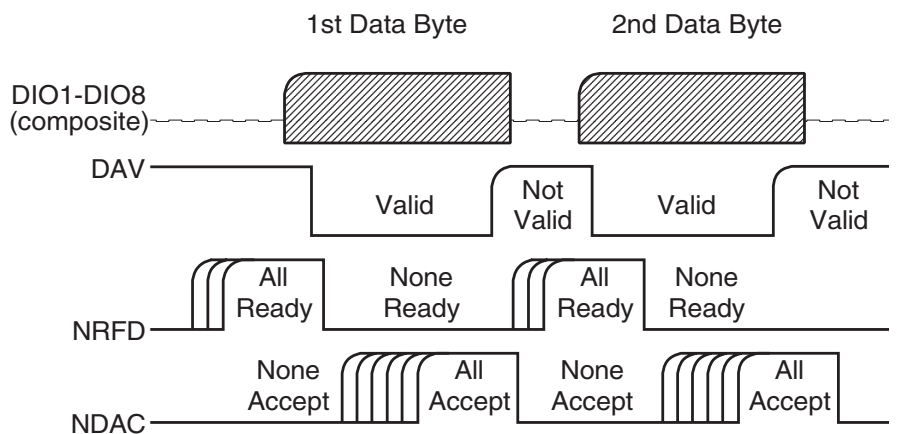 1st Data Byte 2nd Data Byte
DIO1-DIO8
(composite)
DAV
Valid
Not
Valid
Valid
Not
Valid
NRFD
All
Ready
None
Ready
All
Ready
None
Ready
NDAC
None
Accept
All
Accept
None
Accept
All
Accept